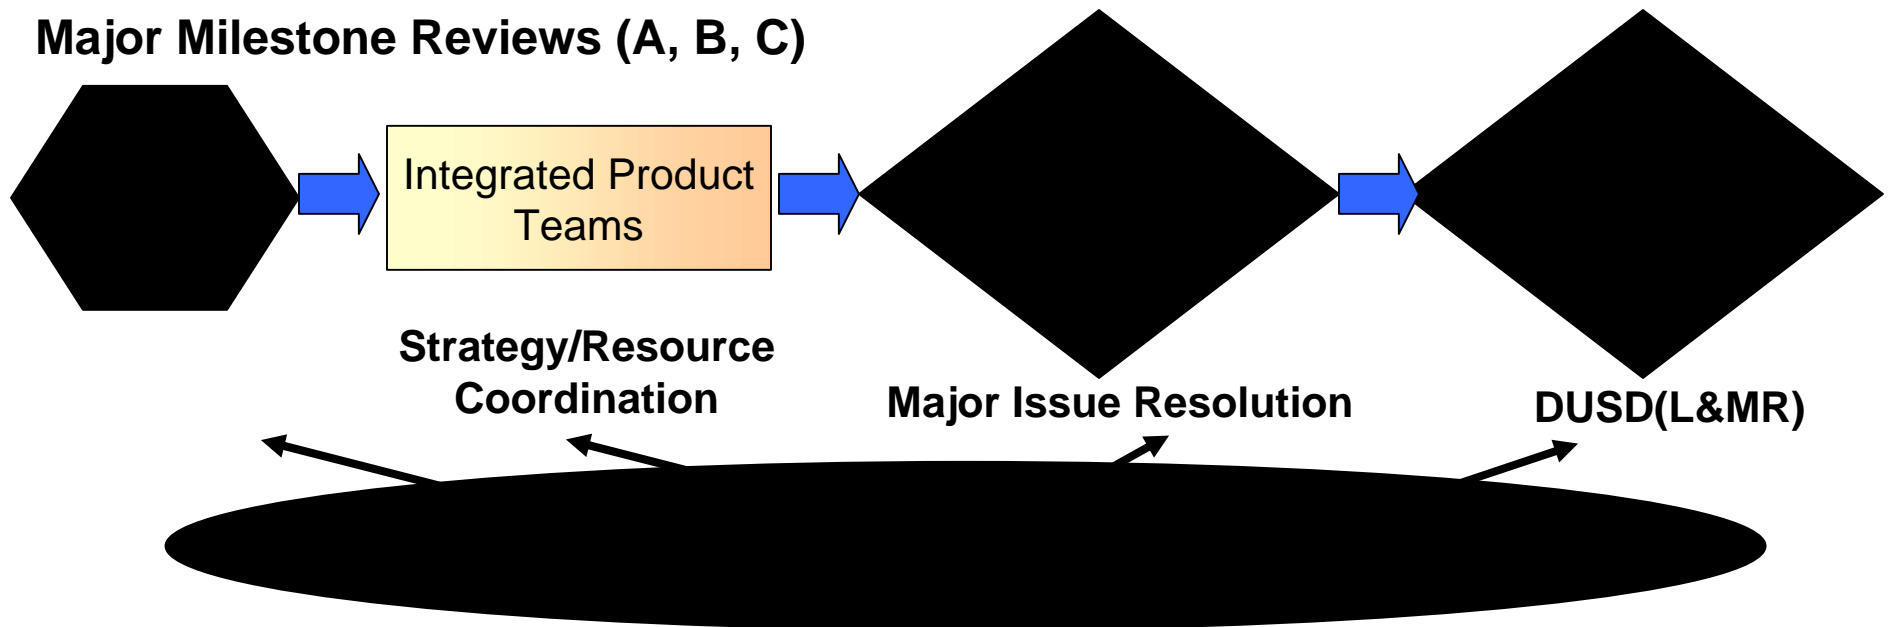 Major Milestone Reviews (A, B, C)
Integrated Product
Teams
Strategy/Resource
Coordination
Major Issue Resolution
DUSD(L&MR)